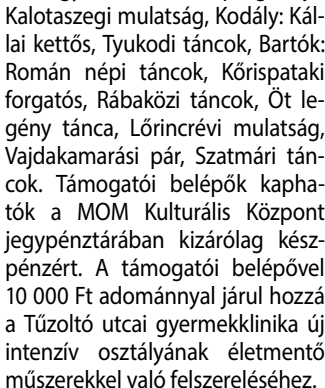 Kalotaszegi mulatság, Kodály: Kál-
lai kettős, Tyukodi táncok, Bartók:
Román népi táncok, Kőrispataki
forgatós, Rábaközi táncok, Öt le-
gény tánca, Lőrincrévi mulatság,
Vajdakamarási pár, Szatmári tán-
cok. Támogatói belépők kapha-
tók a MOM Kulturális Központ
jegypénztárában kizárólag kész-
pénzért. A támogatói belépővel
10 000 Ft adománnyal járul hozzá
a Tűzoltó utcai gyermekklinika új
intenzív osztályának életmentő
műszerekkel való felszereléséhez.